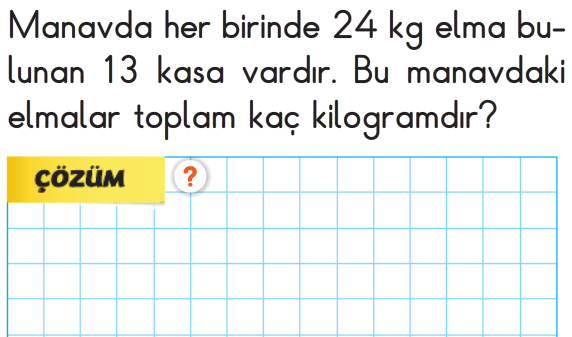 Manavda her birinde 24 kg elma bu-
lunan 13 kasa vardır. Bu manavdaki
elmalar toplam kaç kilogramdır?
ÇÖZÜM ?